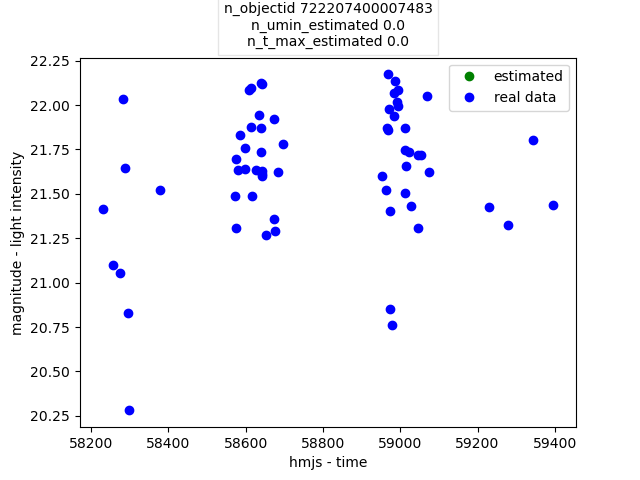 n_objectid 722207400007483
n_umin_estimated 0.0
n_t_max_estimated 0.0
22.25
22.00
21.75
21.50
21.25
21.00
20.75
20.50
20.25
magnitude - light intensity
estimated
real data
58200 58400 58600 58800 59000 59200 59400
hmjs - time